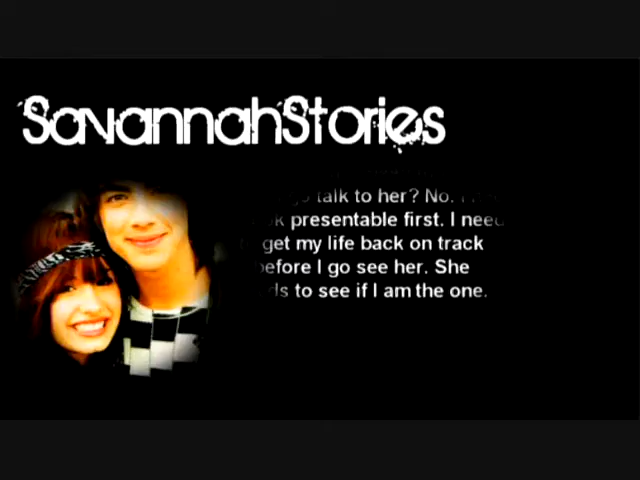 SavannahStories
talk to her? No. I
presentable first. I need
get my life back on track
before I go see her. She
to see if I am the one.